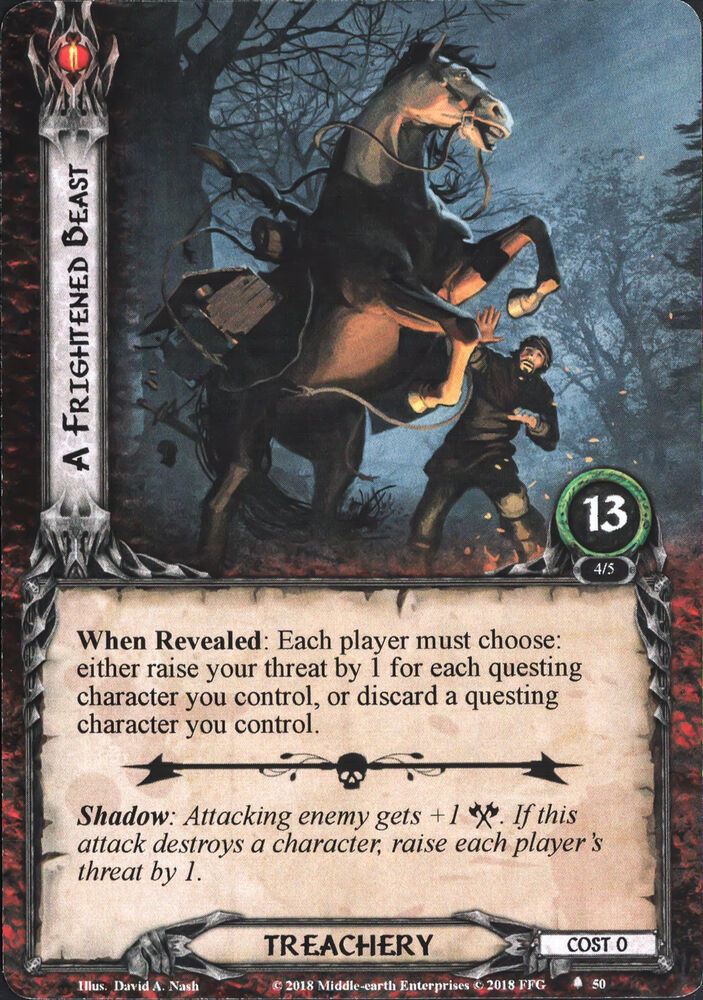 A Frightened Beast
13
4/5
When Revealed: Each player must choose:
either raise your threat by 1 for each questing
character you control, or discard a questing
character you control.
Shadow: Attacking enemy gets +1 . If this
attack destroys a character, raise each player's
threat by 1.
TREACHERY
COST 0
Illus. David A. Nash
© 2018 Middle-earth Enterprises © 2018 FFG
50